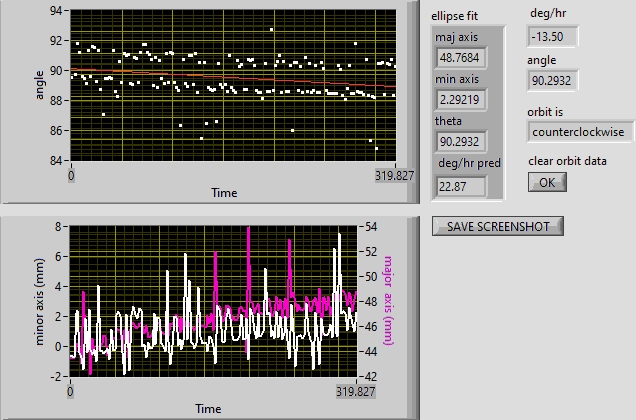 94
92
90
88
86
84
angle
0
319.827
Time
ellipse fit
maj axis
48.7684
min axis
2.29219
theta
90.2932
deg/hr pred
22.87
deg/hr
-13.50
angle
90.2932
orbit is
counterclockwise
clear orbit data
OK
SAVE SCREENSHOT
8
6
4
2
0
-2
minor axis (mm)
54
52
50
48
46
44
42
major axis (mm)
0
319.827
Time